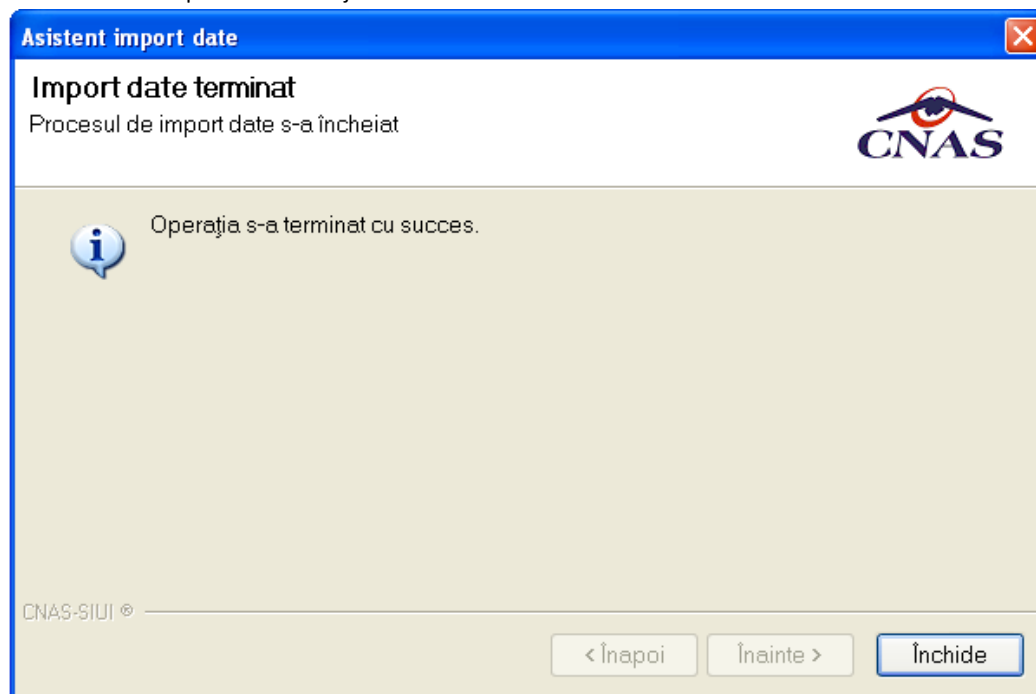 Asistent import date
Import date terminat
Procesul de import date s-a încheiat
CNAS
Operaţia s-a terminat cu succes.
CNAS-SIUI ®
< Înapoi
Înainte >
Închide